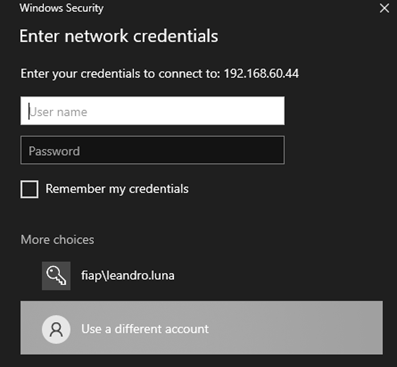 Windows Security
Enter network credentials
Enter your credentials to connect to: 192.168.60.44
User name
Password
Remember my credentials
More choices
fiap\leandro.luna
Use a different account